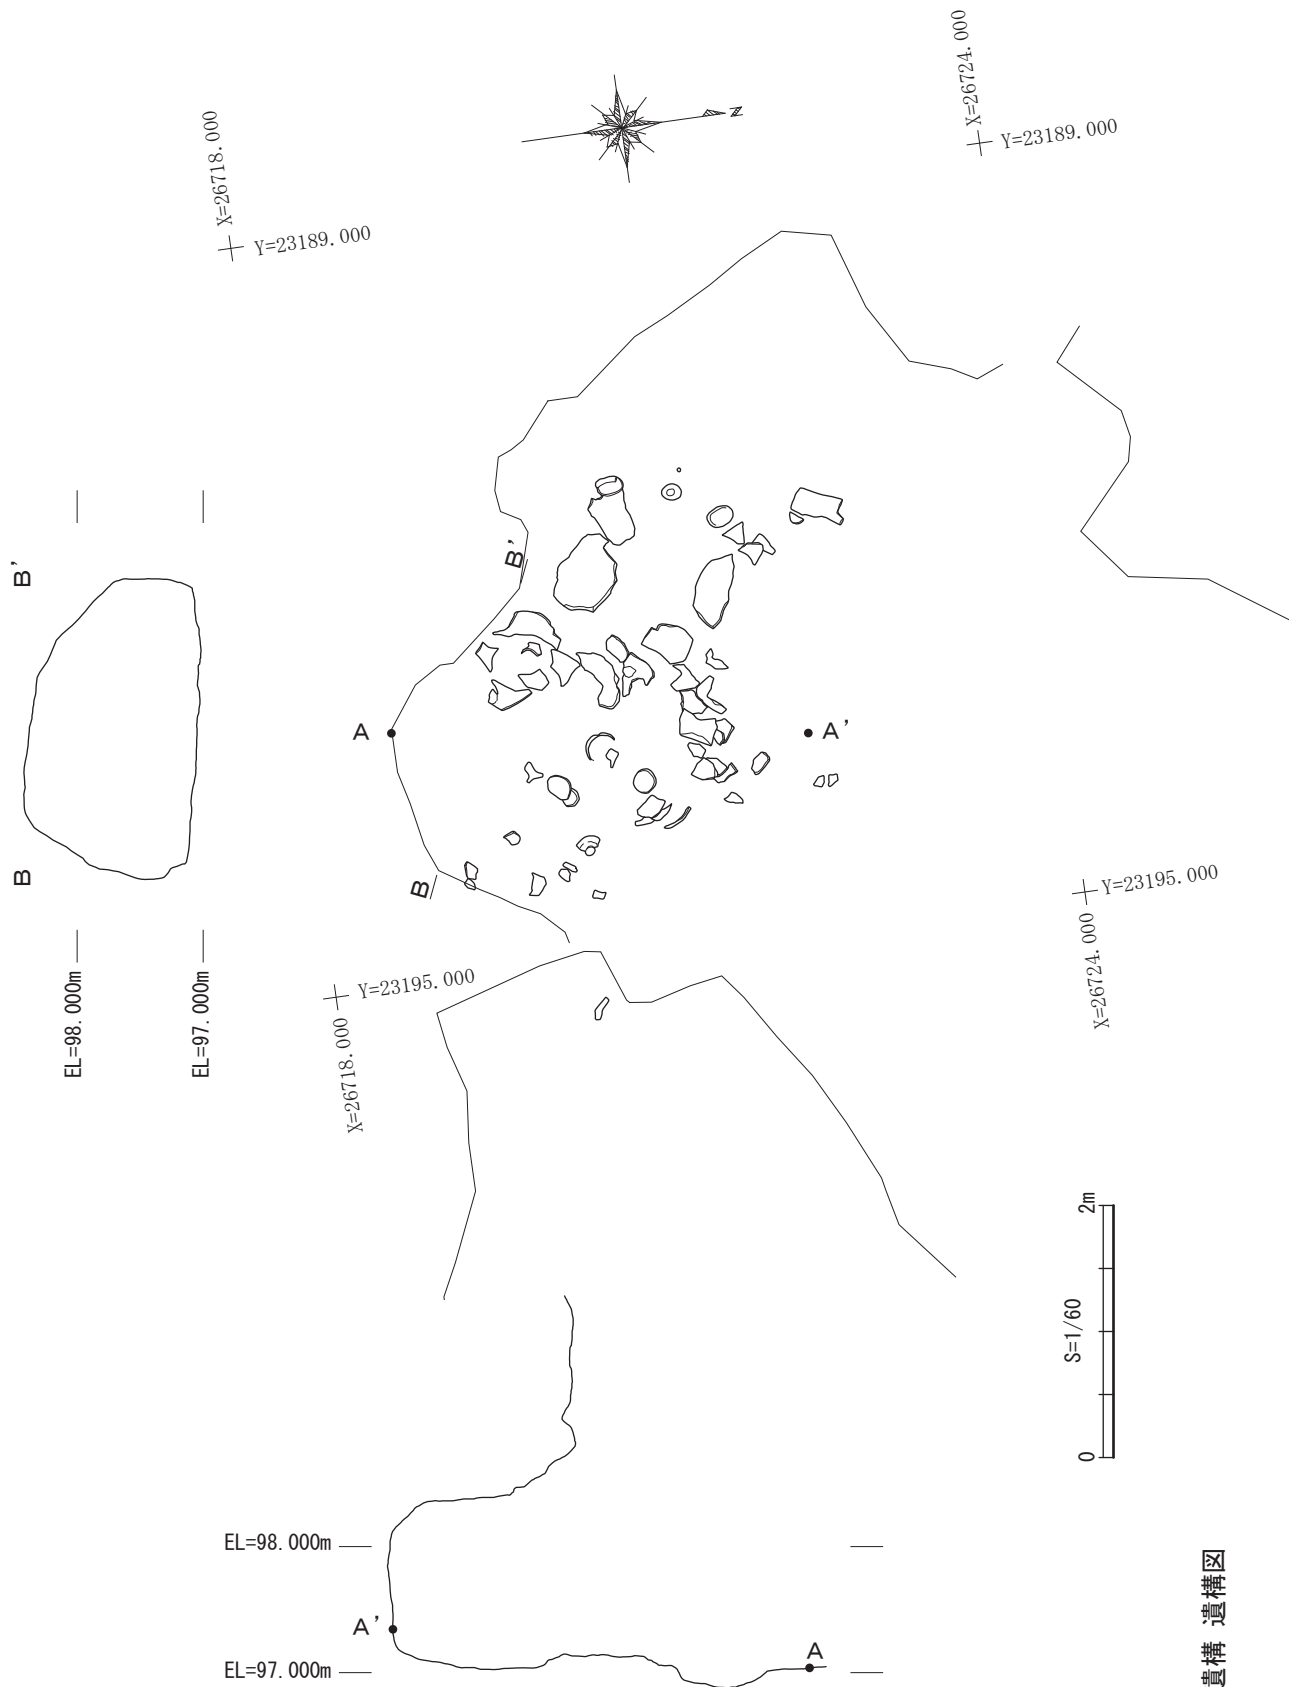 X=26724.000
Y=23189.000
N
X=26718.000
Y=23189.000
B'
B'
A
A'
B
B
EL=98.000m
EL=97.000m
Y=23195.000
X=26718.000
Y=23195.000
X=26724.000
0
S=1/60
2m
EL=98.000m
A'
EL=97.000m
A
遺構 遺構図